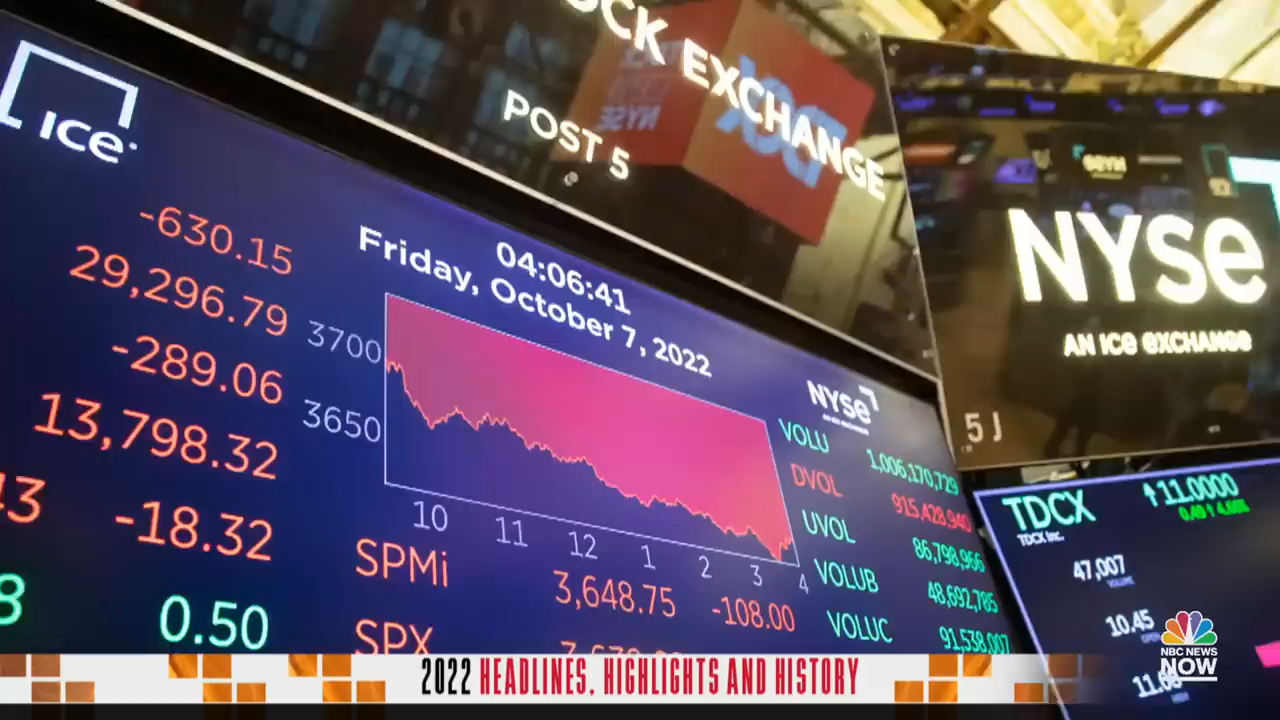 ICE
CK EXCHANGE
POST 5
NYSE
AN ICE EXCHANGE
5 J
-630.15
29,296.79
-289.06
13,798.32
-18.32
0.50
04:06:41
Friday, October 7, 2022
3700
3650
10 11 12 1 2 3 4
SPMi 3,648.75 -108.00
SPX
NYSE
VOLU 1,006,170,729
DVOL 915,428,940
UVOL 86,798,966
VOLUB 48,692,785
VOLUC 91,538,007
TDCX ↑11.0000
TDCX Inc.
47,007
VOLUME
10.45
OPEN
NBC NEWS
NOW
2022 HEADLINES, HIGHLIGHTS AND HISTORY